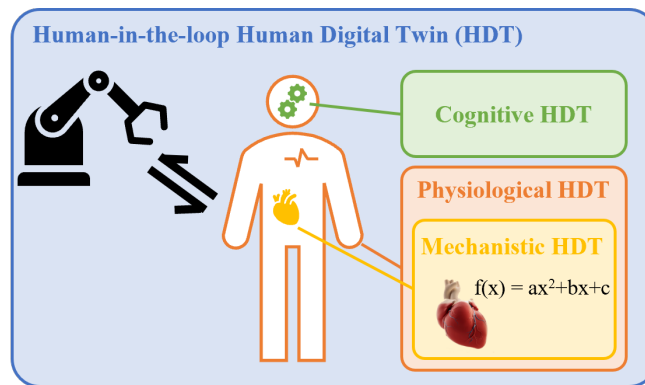 Human-in-the-loop Human Digital Twin (HDT)
Cognitive HDT
Physiological HDT
Mechanistic HDT
f(x) = ax²+bx+c